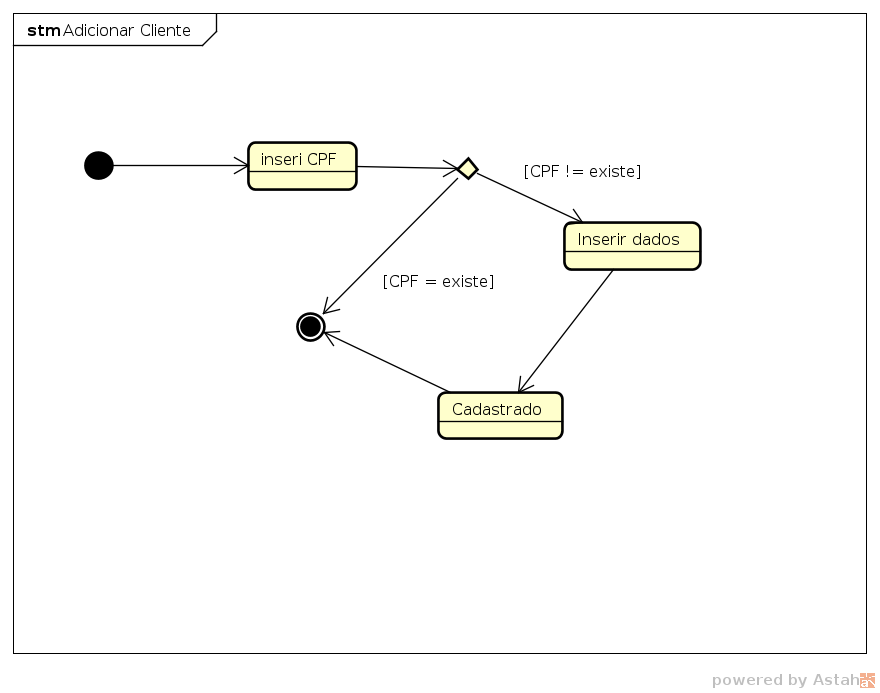 stm Adicionar Cliente
inseri CPF
[CPF != existe]
Inserir dados
[CPF = existe]
Cadastrado
powered by Astah